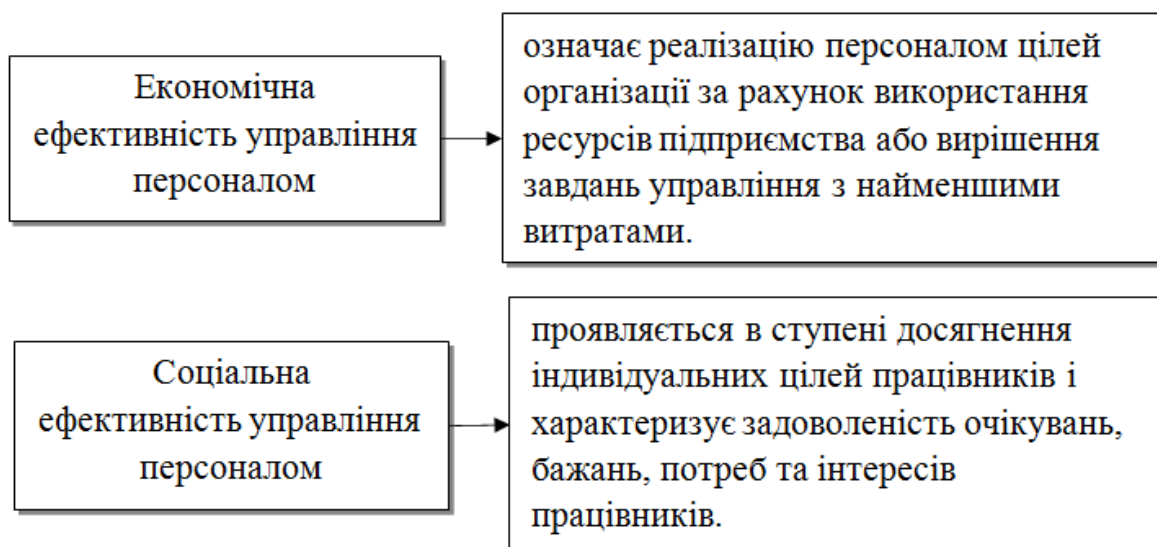 Економічна
ефективність управління
персоналом
означає реалізацію персоналом цілей
організації за рахунок використання
ресурсів підприємства або вирішення
завдань управління з найменшими
витратами.
Соціальна
ефективність управління
персоналом
проявляється в ступені досягнення
індивідуальних цілей працівників і
характеризує задоволеність очікувань,
бажань, потреб та інтересів
працівників.